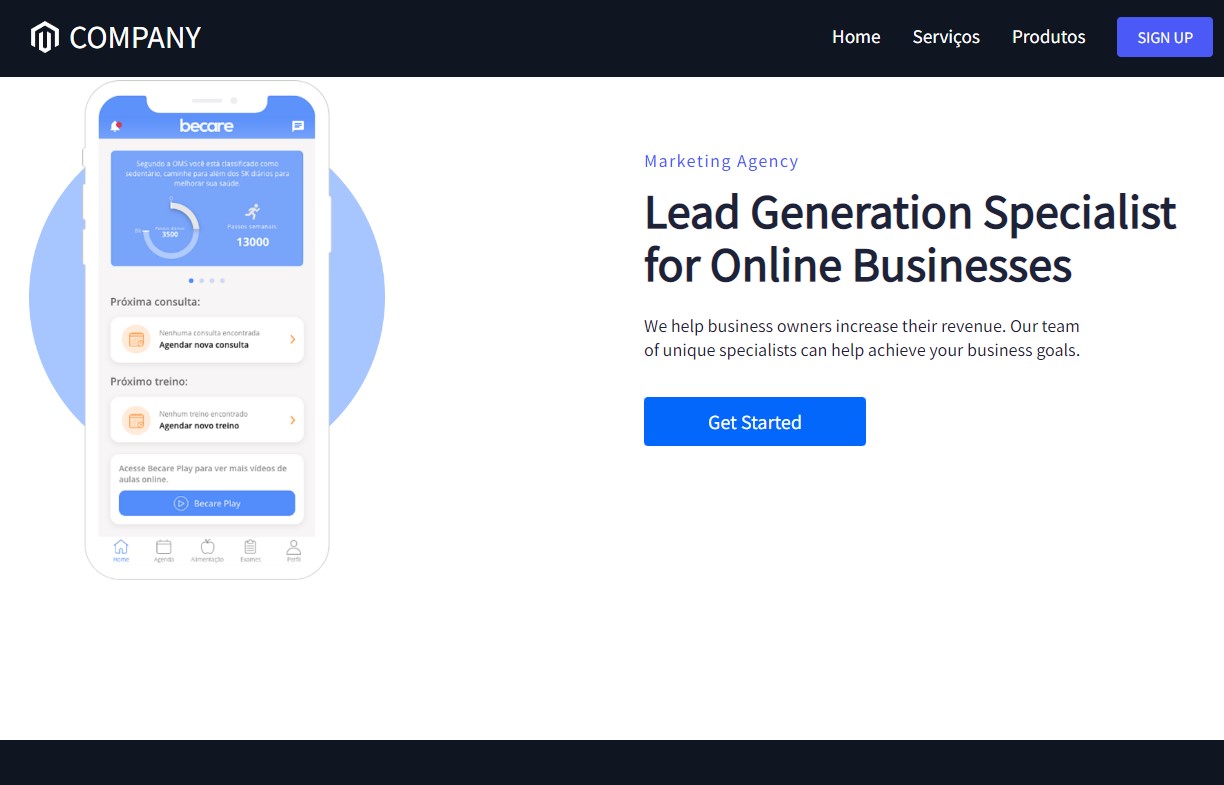 COMPANY
Home Serviços Produtos SIGN UP
becare
Segundo a OMS você está classificado como
sedentário, caminhe para além dos 5K diários para
melhorar sua saúde.
3500
Passos semanais:
13000
Próxima consulta:
Nenhuma consulta encontrada
Agendar nova consulta
Próximo treino:
Nenhum treino encontrado
Agendar novo treino
Acesse Becare Play para ver mais vídeos de
aulas online.
Becare Play
Home Agenda Alimentação Exames Perfil
Marketing Agency
Lead Generation Specialist
for Online Businesses
We help business owners increase their revenue. Our team
of unique specialists can help achieve your business goals.
Get Started